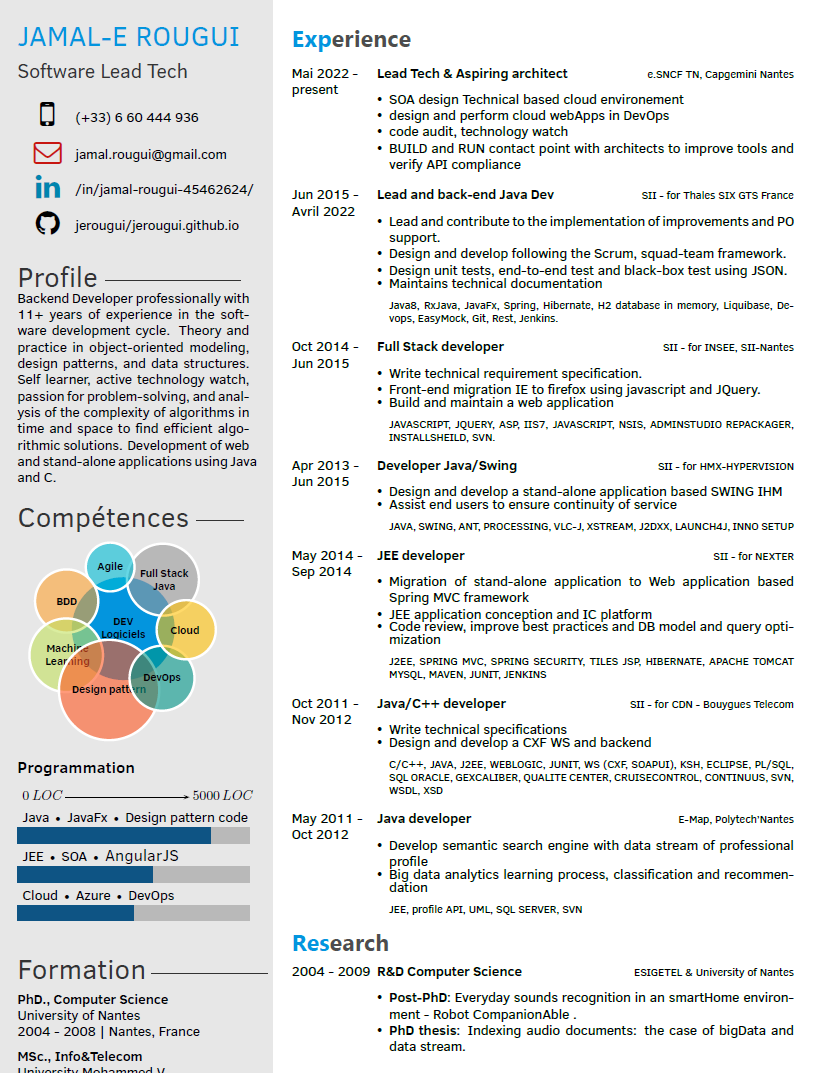 JAMAL-E ROUGUI
Software Lead Tech
(+33) 6 60 444 936
jamal.rougui@gmail.com
/in/jamal-rougui-45462624/
jerougui/jerougui.github.io
Profile
Backend Developer professionally with
11+ years of experience in the soft-
ware development cycle. Theory and
practice in object-oriented modeling,
design patterns, and data structures.
Self learner, active technology watch,
passion for problem-solving, and anal-
ysis of the complexity of algorithms in
time and space to find efficient algo-
rithmic solutions. Development of web
and stand-alone applications using Java
and C.
Compétences
Agile
Full Stack
Java
BDD
DEV
Logiciels
Cloud
Machine
Learning
DevOps
Design pattern
Programmation
0 LOC 5000 LOC
Java • JavaFx • Design pattern code
JEE • SOA • AngularJS
Cloud • Azure • DevOps
Formation
PhD., Computer Science
University of Nantes
2004 - 2008 | Nantes, France
MSc., Info&Telecom
University Mohammed V
Experience
Mai 2022 - Lead Tech & Aspiring architect e.SNCF TN, Capgemini Nantes
present
• SOA design Technical based cloud environement
• design and perform cloud webApps in DevOps
• code audit, technology watch
• BUILD and RUN contact point with architects to improve tools and
verify API compliance
Jun 2015 - Lead and back-end Java Dev SII - for Thales SIX GTS France
Avril 2022
• Lead and contribute to the implementation of improvements and PO
support.
• Design and develop following the Scrum, squad-team framework.
• Design unit tests, end-to-end test and black-box test using JSON.
• Maintains technical documentation
Java8, RxJava, JavaFx, Spring, Hibernate, H2 database in memory, Liquibase, De-
vops, EasyMock, Git, Rest, Jenkins.
Oct 2014 - Full Stack developer SII - for INSEE, SII-Nantes
Jun 2015
• Write technical requirement specification.
• Front-end migration IE to firefox using javascript and JQuery.
• Build and maintain a web application
JAVASCRIPT, JQUERY, ASP, IIS7, JAVASCRIPT, NSIS, ADMINSTUDIO REPACKAGER,
INSTALLSHEILD, SVN.
Apr 2013 - Developer Java/Swing SII - for HMX-HYPERVISION
Jun 2015
• Design and develop a stand-alone application based SWING IHM
• Assist end users to ensure continuity of service
JAVA, SWING, ANT, PROCESSING, VLC-J, XSTREAM, J2DXX, LAUNCH4J, INNO SETUP
May 2014 - JEE developer SII - for NEXTER
Sep 2014
• Migration of stand-alone application to Web application based
Spring MVC framework
• JEE application conception and IC platform
• Code review, improve best practices and DB model and query opti-
mization
J2EE, SPRING MVC, SPRING SECURITY, TILES JSP, HIBERNATE, APACHE TOMCAT
MYSQL, MAVEN, JUNIT, JENKINS
Oct 2011 - Java/C++ developer SII - for CDN - Bouygues Telecom
Nov 2012
• Write technical specifications
• Design and develop a CXF WS and backend
C/C++, JAVA, J2EE, WEBLOGIC, JUNIT, WS (CXF, SOAPUI), KSH, ECLIPSE, PL/SQL,
SQL ORACLE, GEXCALIBER, QUALITE CENTER, CRUISECONTROL, CONTINUUS, SVN,
WSDL, XSD
May 2011 - Java developer E-Map, Polytech'Nantes
Oct 2012
• Develop semantic search engine with data stream of professional
profile
• Big data analytics learning process, classification and recommen-
dation
JEE, profile API, UML, SQL SERVER, SVN
Research
2004 - 2009 R&D Computer Science ESIGETEL & University of Nantes
• Post-PhD: Everyday sounds recognition in an smartHome environ-
ment - Robot CompanionAble .
• PhD thesis: Indexing audio documents: the case of bigData and
data stream.